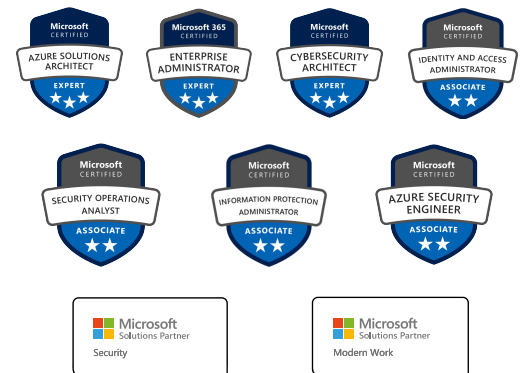 Microsoft
CERTIFIED
AZURE SOLUTIONS
ARCHITECT
EXPERT
Microsoft 365
CERTIFIED
ENTERPRISE
ADMINISTRATOR
EXPERT
Microsoft
CERTIFIED
CYBERSECURITY
ARCHITECT
EXPERT
Microsoft
CERTIFIED
IDENTITY AND ACCESS
ADMINISTRATOR
ASSOCIATE
Microsoft
CERTIFIED
SECURITY OPERATIONS
ANALYST
ASSOCIATE
Microsoft
CERTIFIED
INFORMATION PROTECTION
ADMINISTRATOR
ASSOCIATE
Microsoft
CERTIFIED
AZURE SECURITY
ENGINEER
ASSOCIATE
Microsoft
Solutions Partner
Security
Microsoft
Solutions Partner
Modern Work